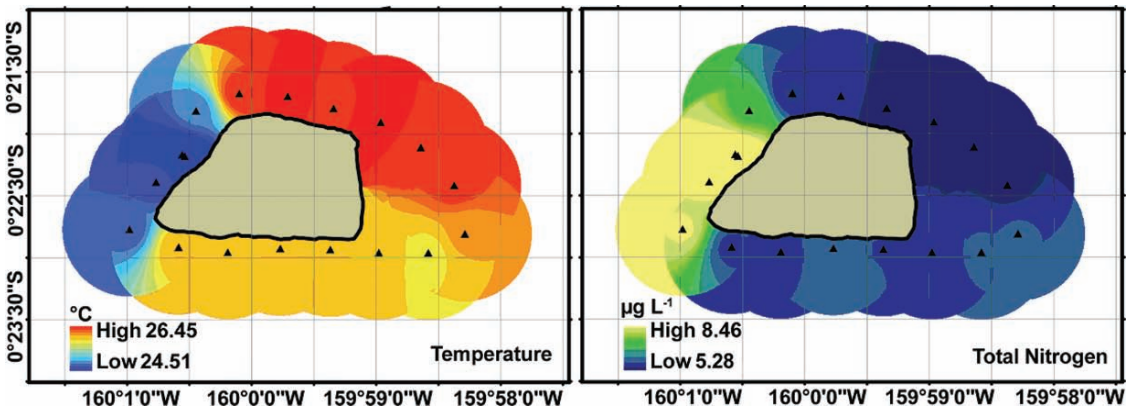 0°21'30"S
0°22'30"S
0°23'30"S
°C
High 26.45
Low 24.51
Temperature
160°1'0"W 160°0'0"W 159°59'0"W 159°58'0"W
µg L-1
High 8.46
Low 5.28
Total Nitrogen
160°1'0"W 160°0'0"W 159°59'0"W 159°58'0"W